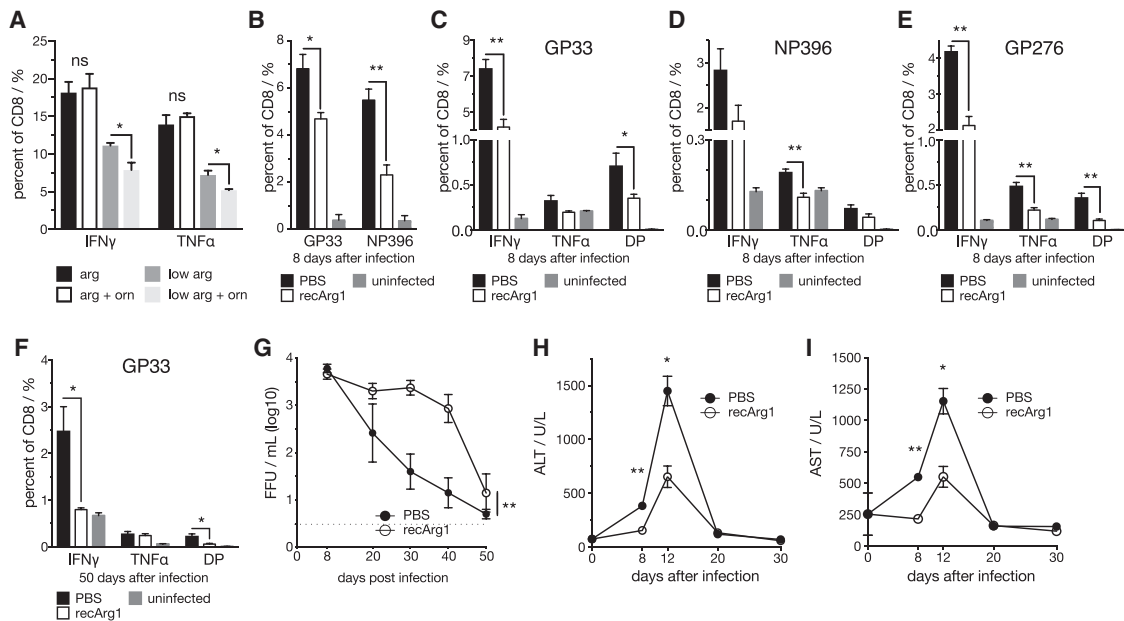 A
percent of CD8 / %
25
20
15
10
5
0
ns
ns
*
*
IFNγ TNFα
arg low arg
arg + orn low arg + orn
B
percent of CD8 / %
8
6
4
2
0
*
**
GP33 NP396
8 days after infection
PBS uninfected
recArg1
C
GP33
percent of CD8 / %
9
8
7
6
5
4
1.0
0.5
0.0
**
*
IFNγ TNFα DP
8 days after infection
PBS uninfected
recArg1
D
NP396
percent of CD8 / %
3
2
1.0
0.5
0.0
**
IFNγ TNFα DP
8 days after infection
PBS uninfected
recArg1
E
GP276
percent of CD8 / %
4
3
2
1.0
0.5
0.0
**
**
**
IFNγ TNFα DP
8 days after infection
PBS uninfected
recArg1
F
GP33
percent of CD8 / %
4
3
2
1
0
*
*
IFNγ TNFα DP
50 days after infection
PBS uninfected
recArg1
G
FFU / mL (log10)
4
3
2
1
0
PBS
recArg1
**
0 8 20 30 40 50
days post infection
H
ALT / U/L
1500
1000
500
0
*
**
PBS
recArg1
0 8 12 20 30
days after infection
I
AST / U/L
1500
1250
1000
750
500
250
0
*
**
PBS
recArg1
0 8 12 20 30
days after infection